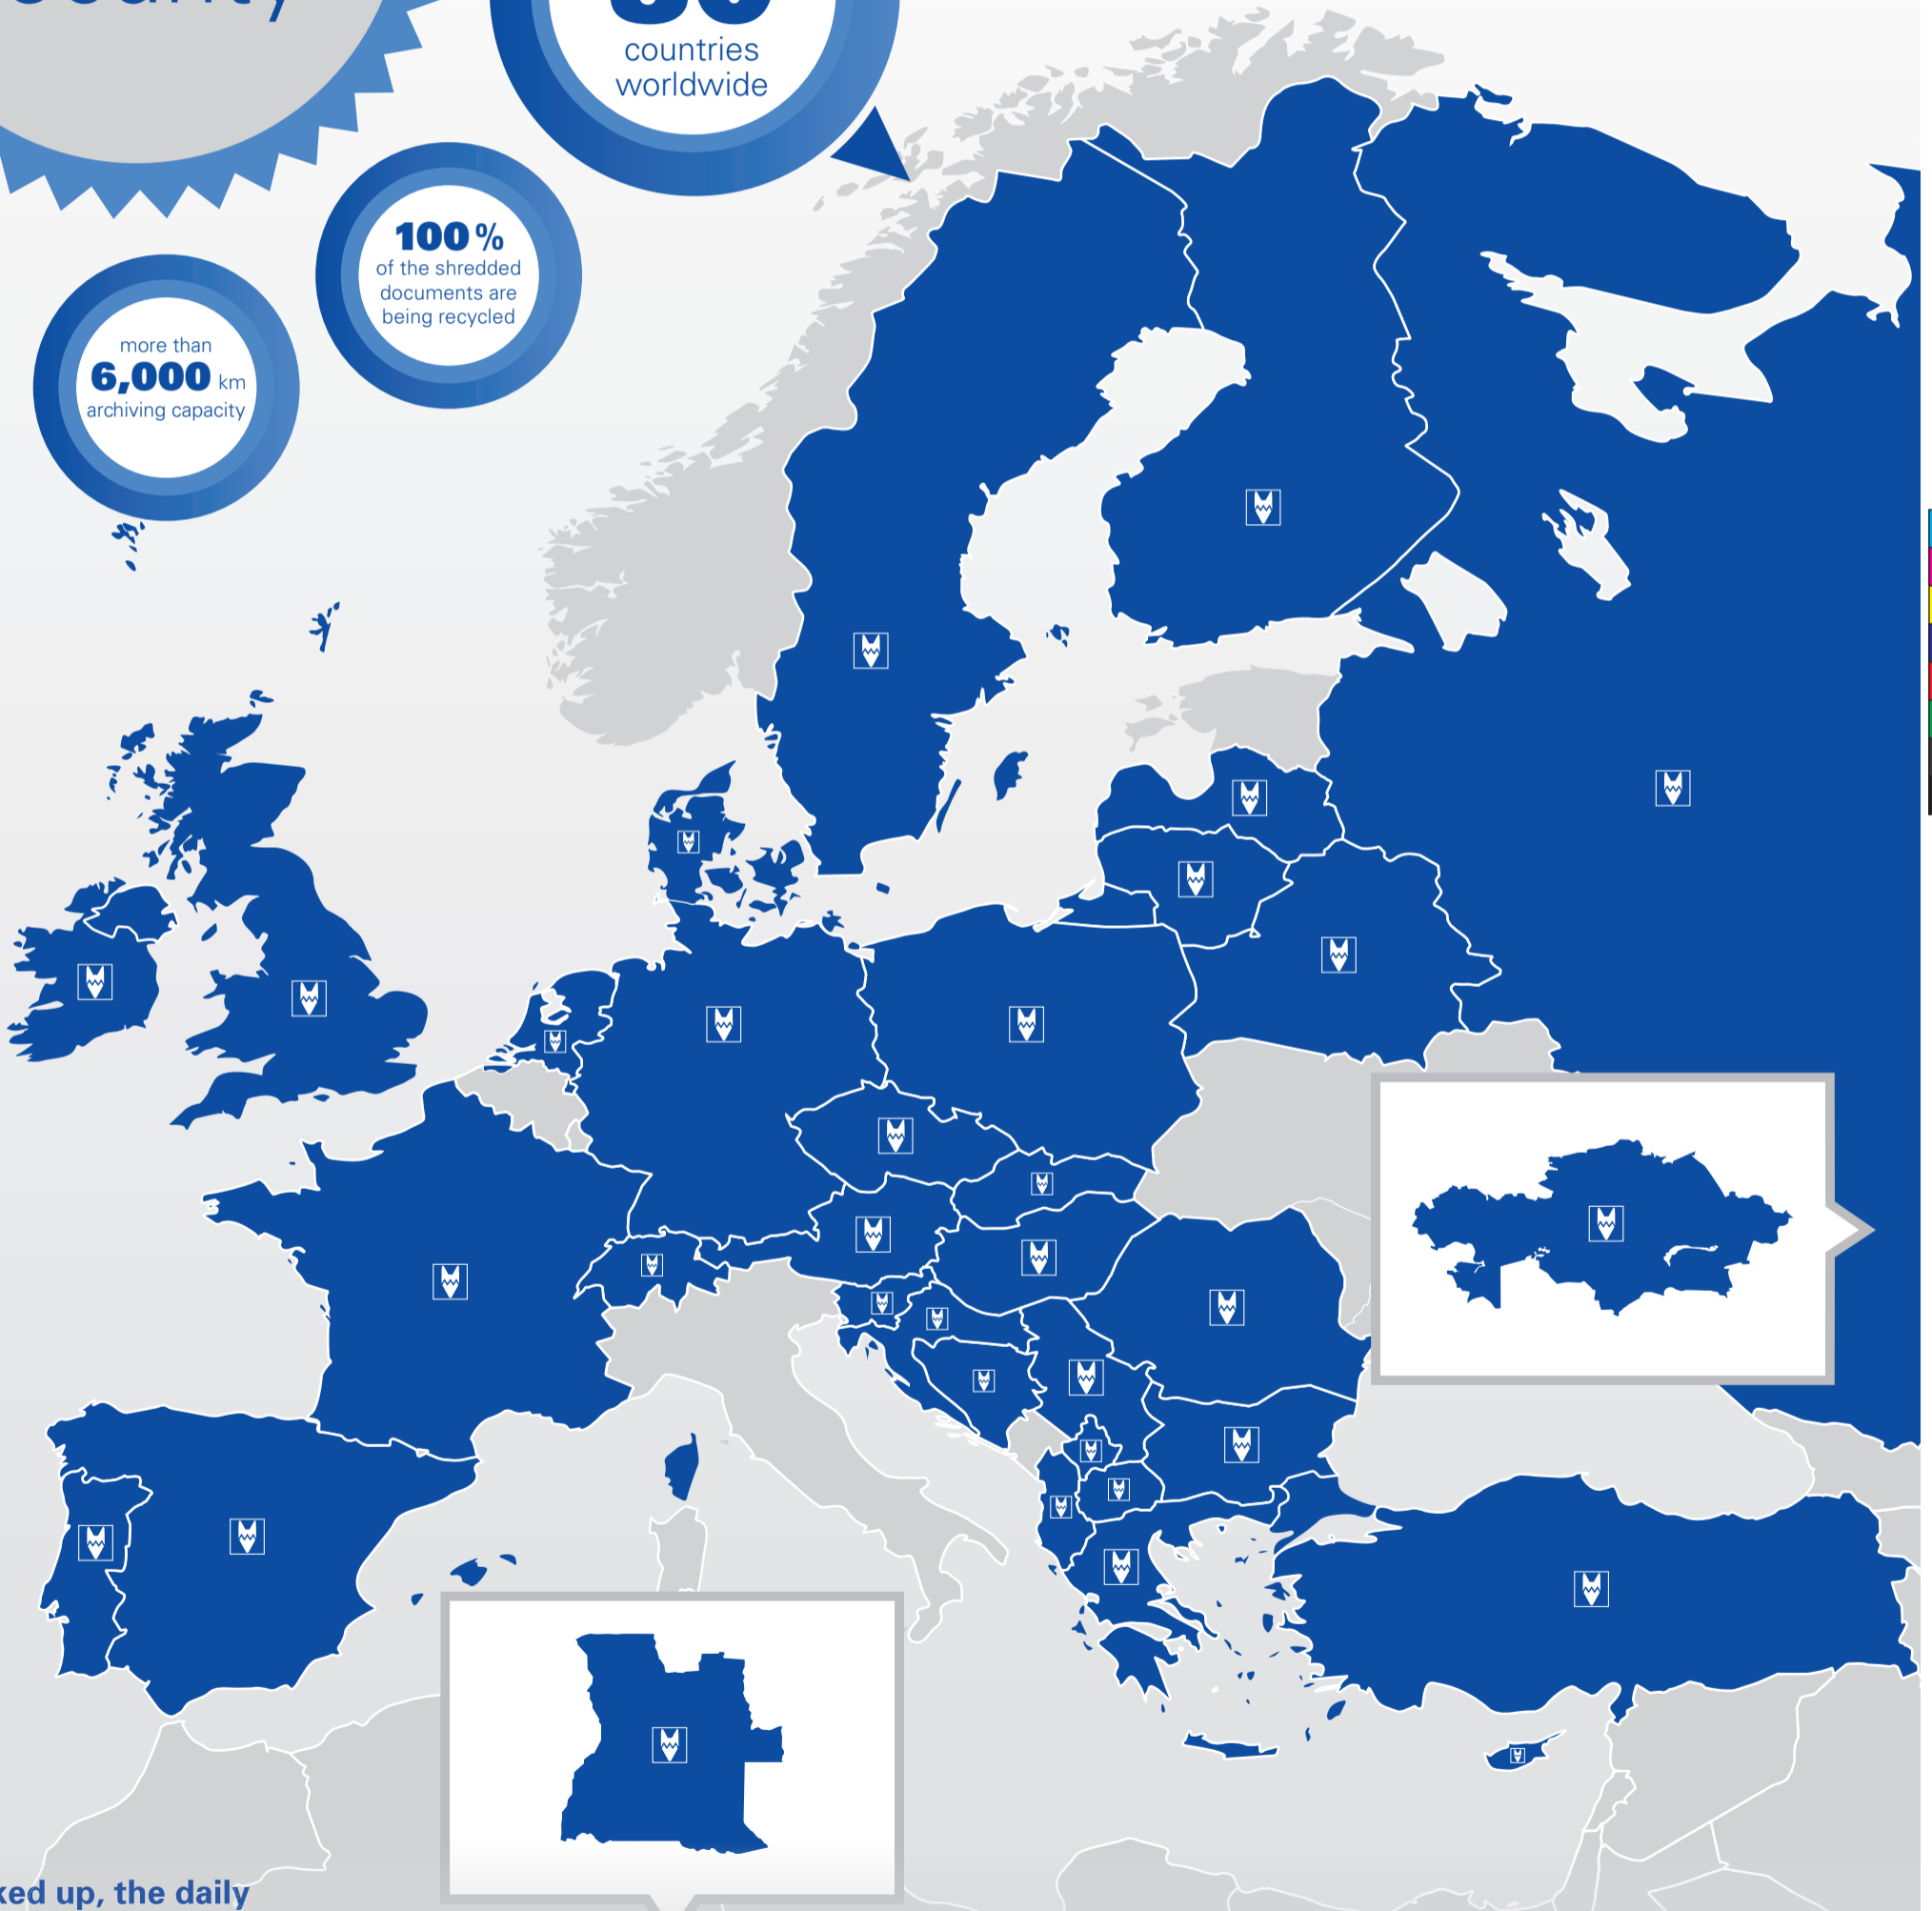 countries
worldwide
100 %
of the shredded
documents are
being recycled
more than
6,000 km
archiving capacity
up, the daily